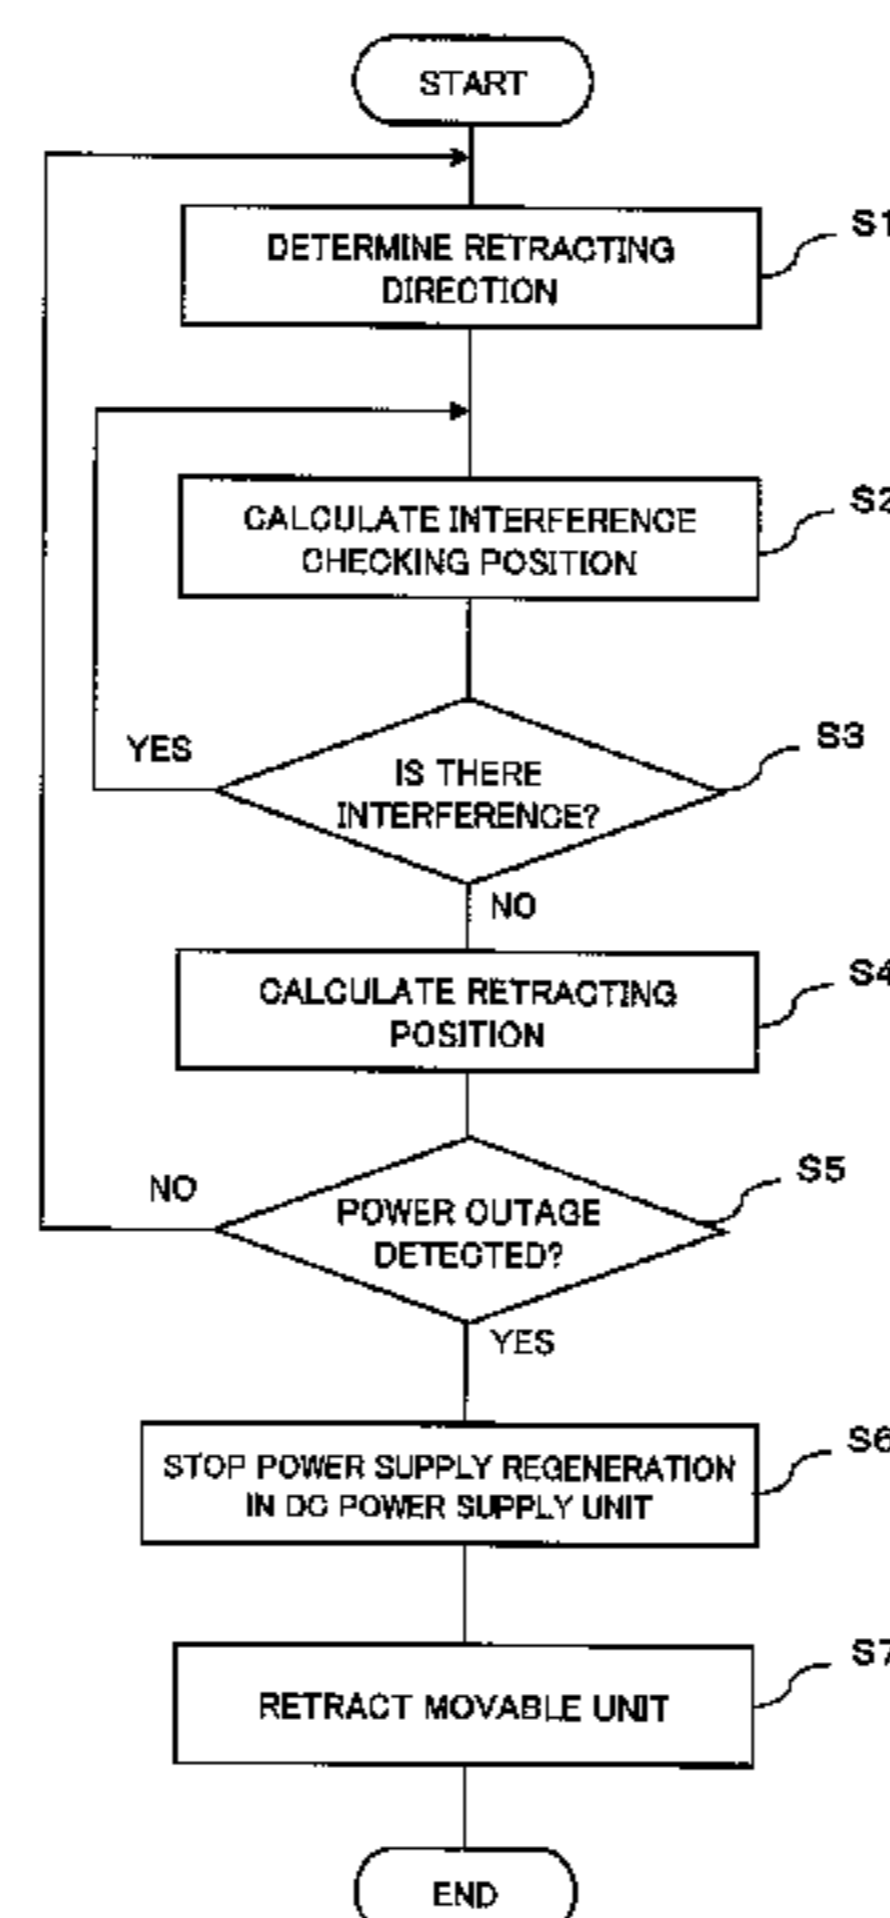 START
DETERMINE RETRACTING
DIRECTION
S1
CALCULATE INTERFERENCE
CHECKING POSITION
S2
YES
IS THERE
INTERFERENCE?
S3
NO
CALCULATE RETRACTING
POSITION
S4
NO
POWER OUTAGE
DETECTED?
S5
YES
STOP POWER SUPPLY REGENERATION
IN DC POWER SUPPLY UNIT
S6
RETRACT MOVABLE UNIT
S7
END